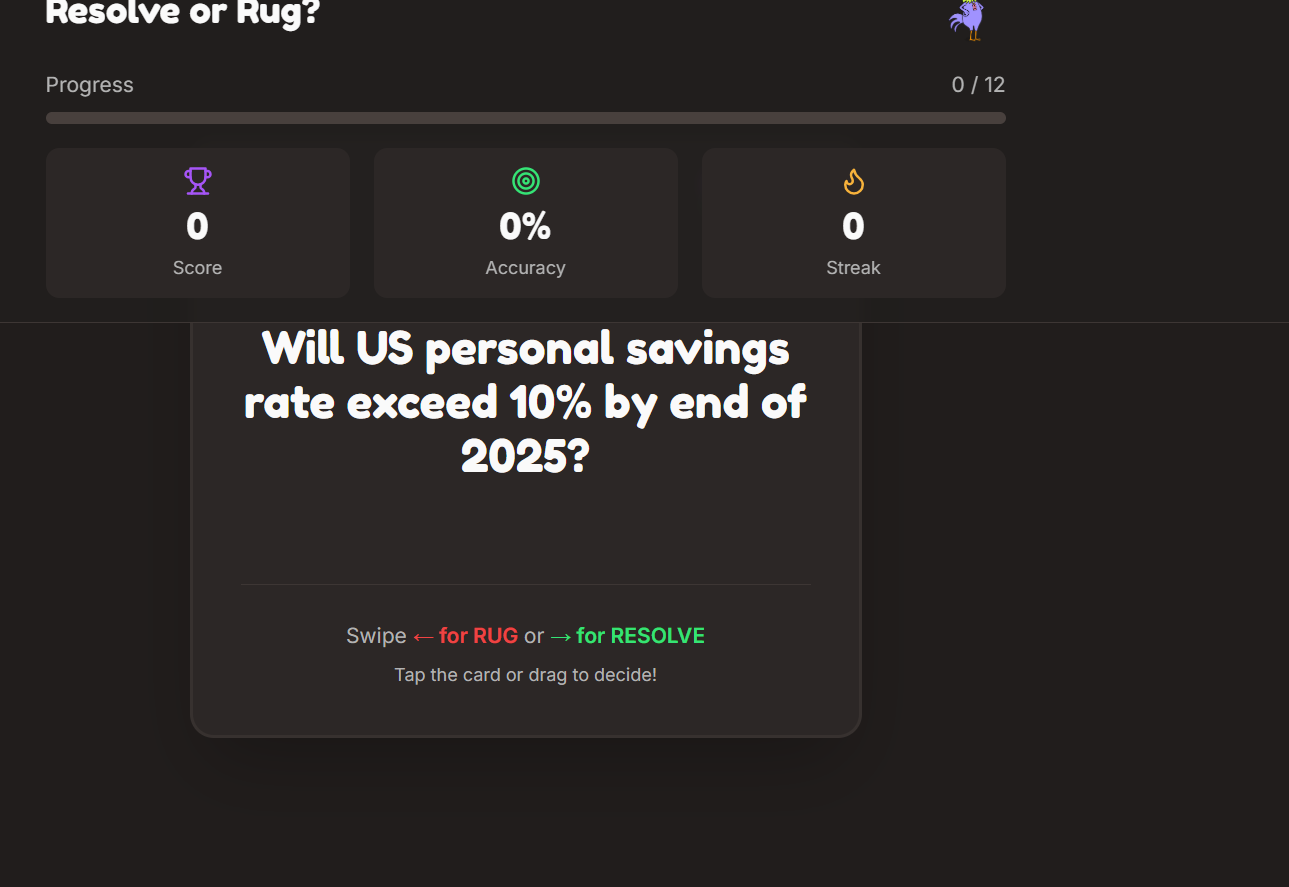 Resolve or Rug?
Progress
0 / 12
0
Score
0%
Accuracy
0
Streak
Will US personal savings
rate exceed 10% by end of
2025?
Swipe ← for RUG or → for RESOLVE
Tap the card or drag to decide!